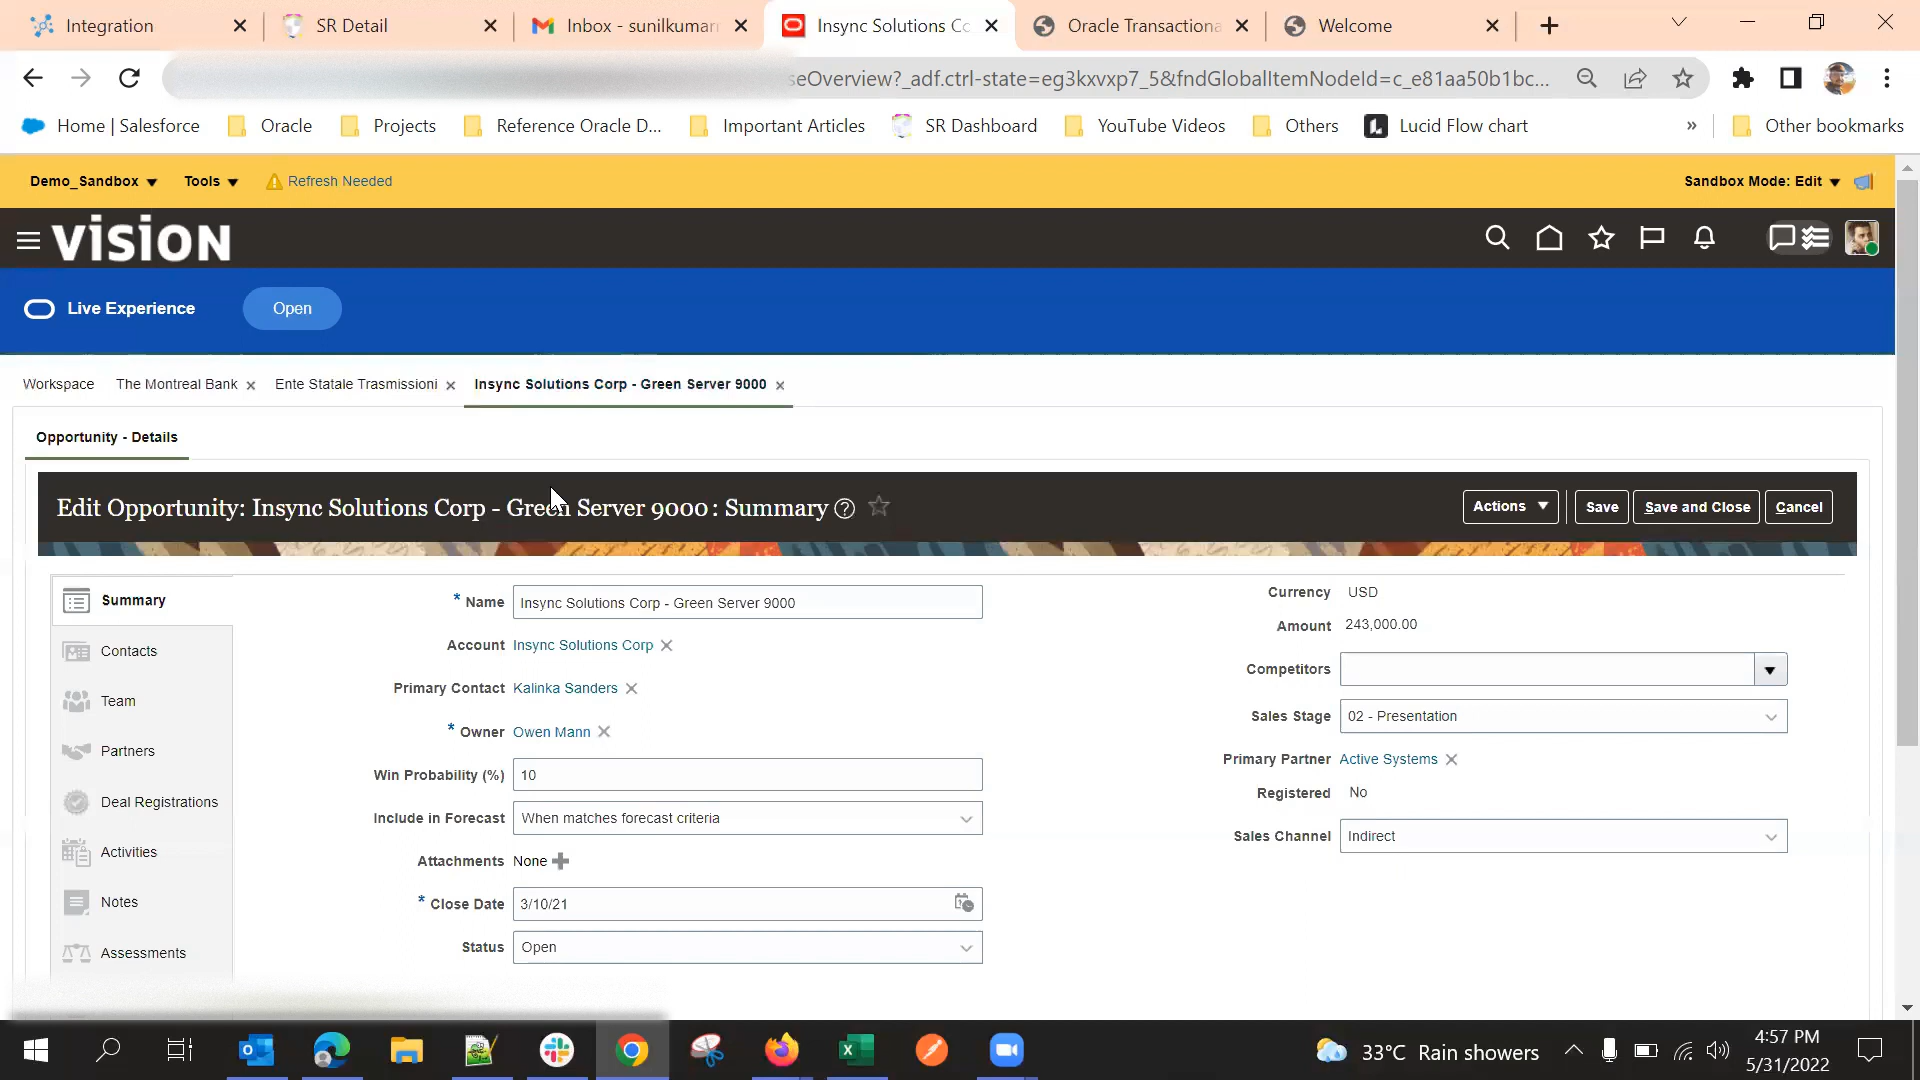 Integration
SR Detail
Inbox - sunilkumar
Insync Solutions Co
Oracle Transactiona
Welcome
seOverview?_adf.ctrl-state=eg3kxvxp7_5&fndGlobalItemNodeId=c_e81aa50b1bc...
Home | Salesforce
Oracle
Projects
Reference Oracle D...
Important Articles
SR Dashboard
YouTube Videos
Others
Lucid Flow chart
»
Other bookmarks
Demo_Sandbox
Tools
Refresh Needed
Sandbox Mode: Edit
vision
Live Experience
Open
Workspace
The Montreal Bank
Ente Statale Trasmissioni
Insync Solutions Corp - Green Server 9000
Opportunity - Details
Edit Opportunity: Insync Solutions Corp - Green Server 9000 : Summary
Actions
Save
Save and Close
Cancel
Summary
Contacts
Team
Partners
Deal Registrations
Activities
Notes
Assessments
* Name Insync Solutions Corp - Green Server 9000
Account Insync Solutions Corp
Primary Contact Kalinka Sanders
* Owner Owen Mann
Win Probability (%) 10
Include in Forecast When matches forecast criteria
Attachments None
* Close Date 3/10/21
Status Open
Currency USD
Amount 243,000.00
Competitors
Sales Stage 02 - Presentation
Primary Partner Active Systems
Registered No
Sales Channel Indirect
33°C Rain showers
4:57 PM
5/31/2022